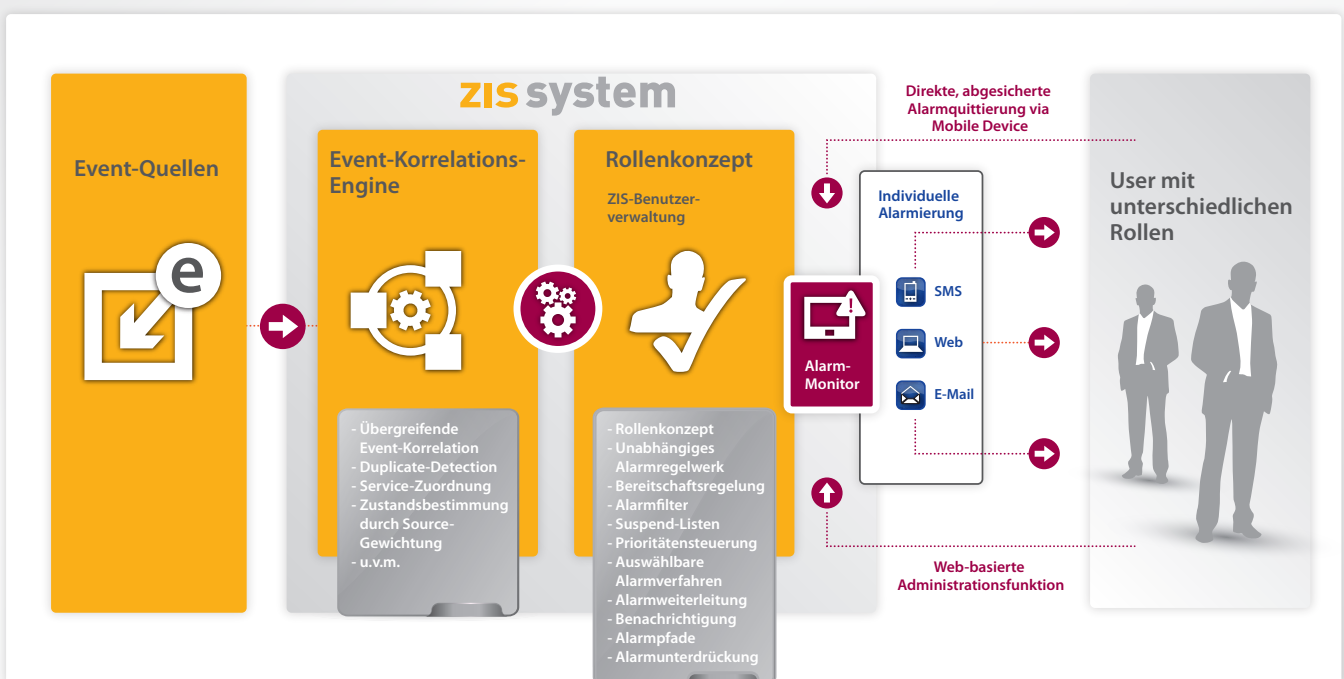 zıs system
Event-Quellen
e
Event-Korrelations-
Engine
- Übergreifende
Event-Korrelation
- Duplicate-Detection
- Service-Zuordnung
- Zustandsbestimmung
durch Source-
Gewichtung
- u.v.m.
Rollenkonzept
ZIS-Benutzer-
verwaltung
- Rollenkonzept
- Unabhängiges
Alarmregelwerk
- Bereitschaftsregelung
- Alarmfilter
- Suspend-Listen
- Prioritätensteuerung
- Auswählbare
Alarmverfahren
- Alarmweiterleitung
- Benachrichtigung
- Alarmpfade
- Alarmunterdrückung
Alarm-
Monitor
Individuelle
Alarmierung
SMS
Web
E-Mail
Direkte, abgesicherte
Alarmquittierung via
Mobile Device
Web-basierte
Administrationsfunktion
User mit
unterschiedlichen
Rollen